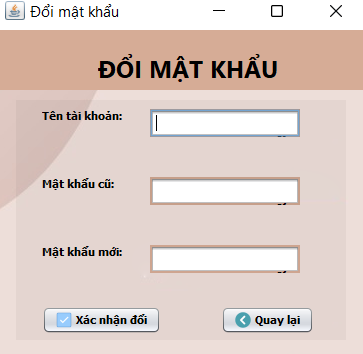 Đổi mật khẩu
ĐỔI MẬT KHẨU
Tên tài khoản:
Mật khẩu cũ:
Mật khẩu mới:
Xác nhận đổi
Quay lại